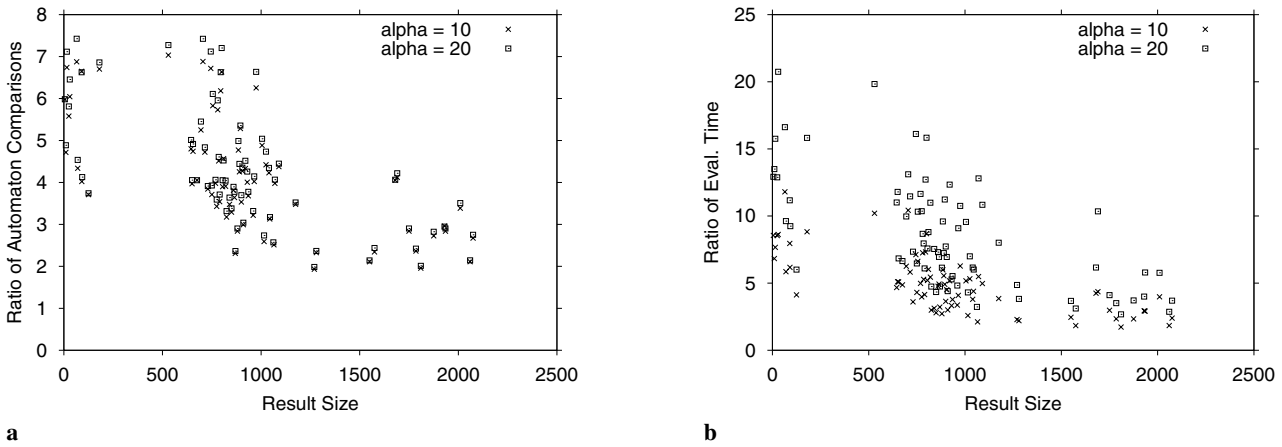 8
7
6
5
4
3
2
1
0
Ratio of Automaton Comparisons
alpha = 10
alpha = 20
0 500 1000 1500 2000 2500
Result Size
a
25
20
15
10
5
0
Ratio of Eval. Time
alpha = 10
alpha = 20
0 500 1000 1500 2000 2500
Result Size
b